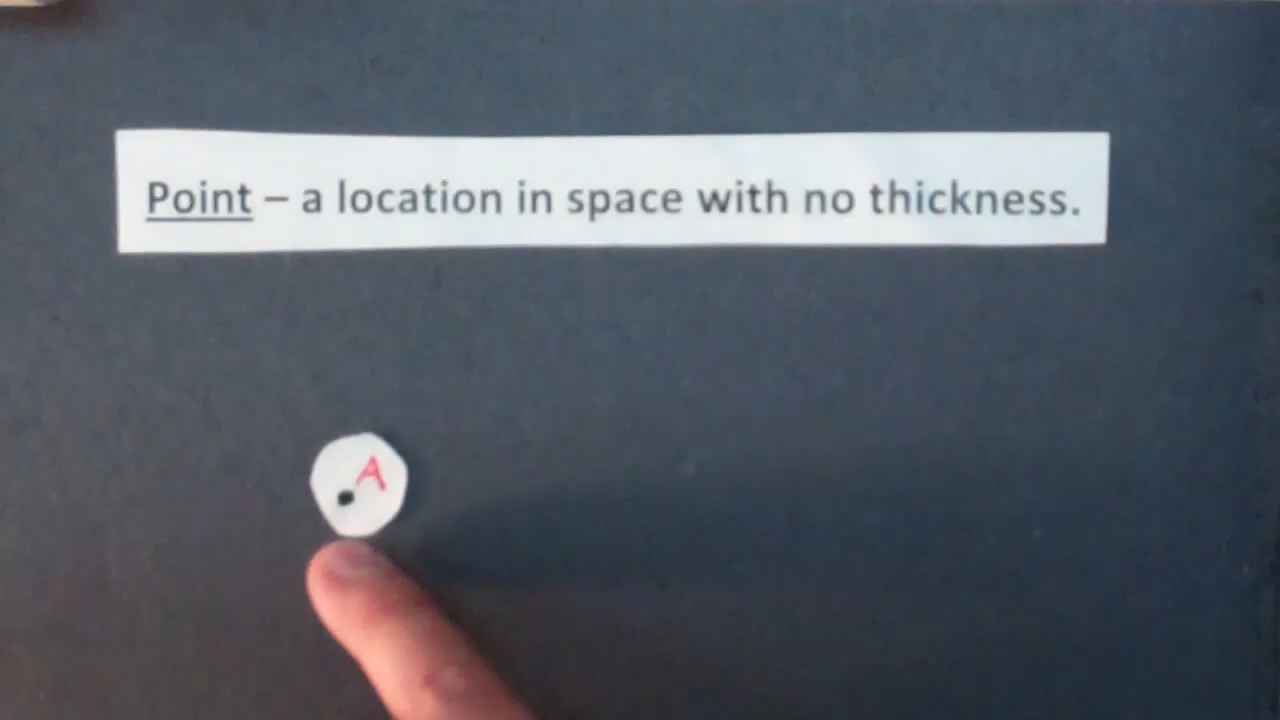 Point – a location in space with no thickness.
A